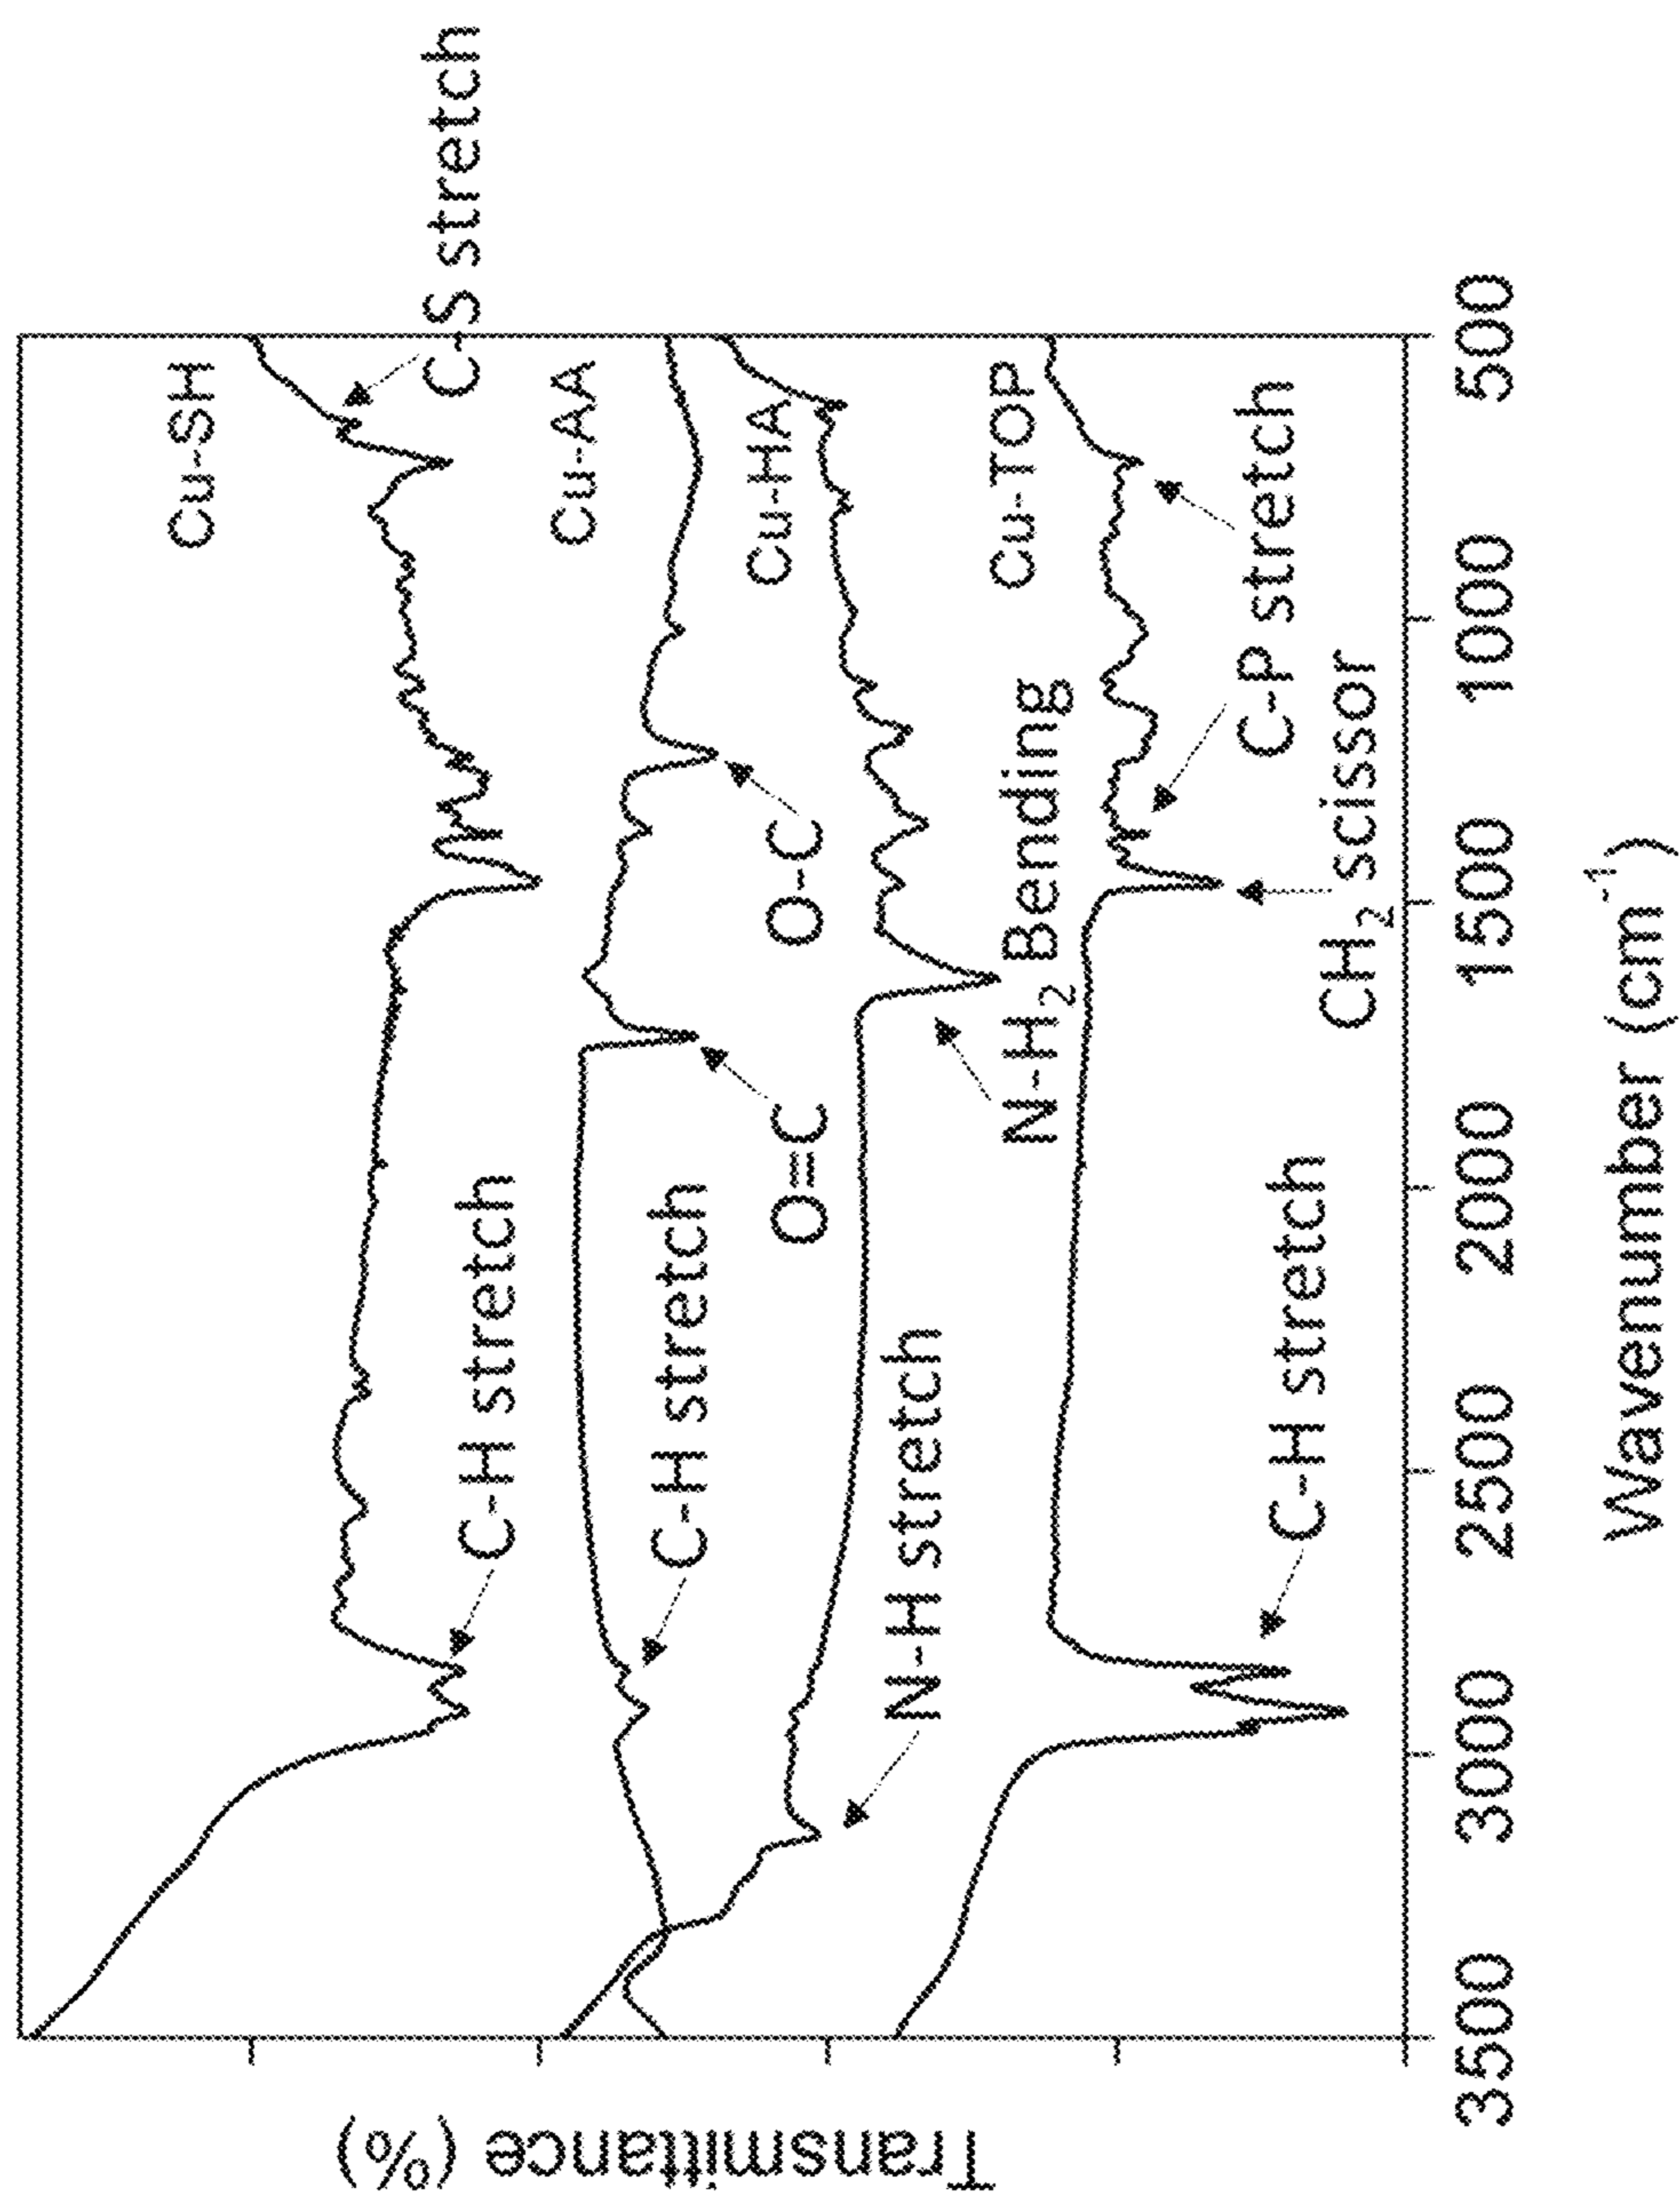 Transmittance (%)
Cu-SH
C-S stretch
C-H stretch
Cu-AA
C-H stretch
O=C
O-C
Cu-HA
N-H stretch
N-H₂ Bending
Cu-TOP
C-H stretch
C-P stretch
CH₂ scissor
3500 3000 2500 2000 1500 1000 500
Wavenumber (cm⁻¹)